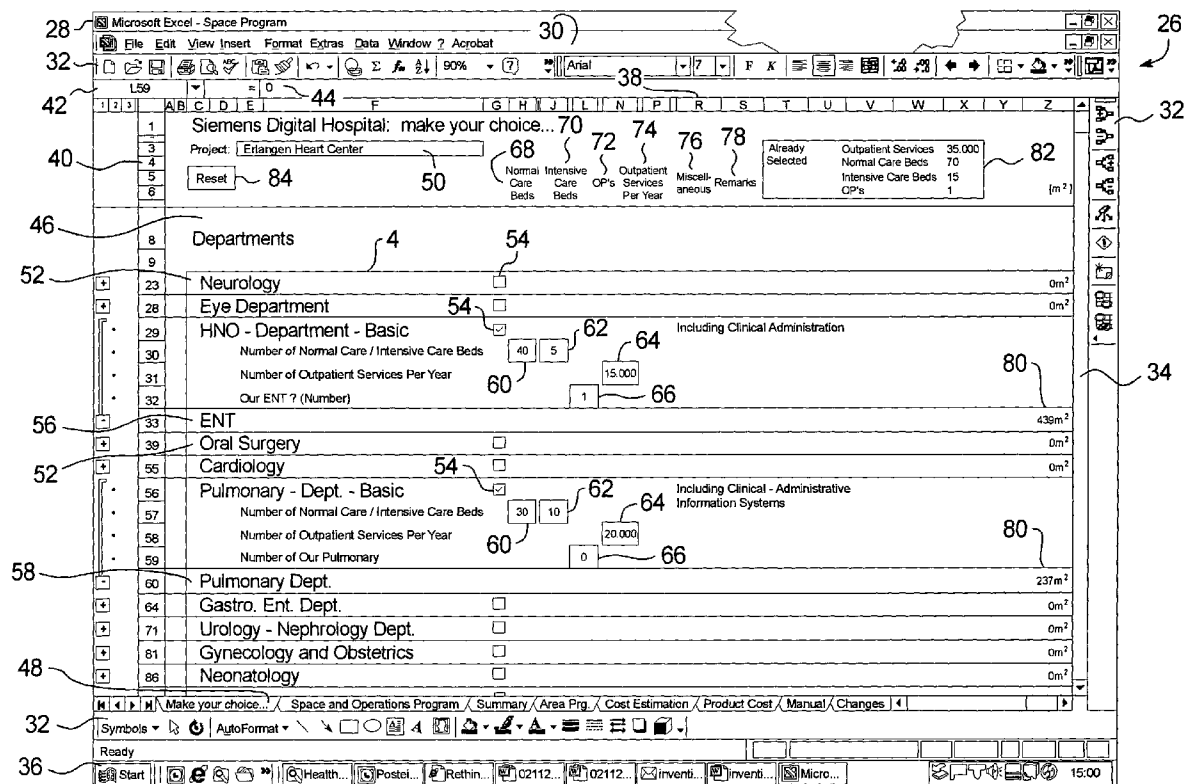 Microsoft Excel - Space Program
28
30
26
File Edit View Insert Format Extras Data Window ? Acrobat
32
90% Arial 7 F K
38
42 L59 = 0 44
1 2 3 A B C D E F G H J L N P R S T U V W X Y Z
32
1 Siemens Digital Hospital: make your choice... 70 74 78
3 Project: Erlangen Heart Center 68 72 76
40 4
50
5 Reset 84
6
Normal Care Beds
Intensive Care Beds
OP's
Outpatient Services Per Year
Miscellaneous
Remarks
Already Selected
Outpatient Services 35.000
Normal Care Beds 70
Intensive Care Beds 15
OP's 1
82
[m²]
46
8 Departments 4 54
9
52
23 Neurology 0m²
28 Eye Department 54 0m²
29 HNO - Department - Basic 54 62 Including Clinical Administration
30 Number of Normal Care / Intensive Care Beds 40 5 64
31 Number of Outpatient Services Per Year 60 15.000 80 34
32 Our ENT ? (Number) 1 66
56 33 ENT 439m²
39 Oral Surgery 0m²
52 55 Cardiology 54 0m²
56 Pulmonary - Dept. - Basic 62 Including Clinical - Administrative
57 Number of Normal Care / Intensive Care Beds 30 10 64 Information Systems
58 Number of Outpatient Services Per Year 60 20.000 80
59 Number of Our Pulmonary 0 66
58 60 Pulmonary Dept. 237m²
64 Gastro. Ent. Dept. 0m²
71 Urology - Nephrology Dept. 0m²
81 Gynecology and Obstetrics 0m²
48 86 Neonatology 0m²
Make your choice... Space and Operations Program Summary Area Prg. Cost Estimation Product Cost Manual Changes
32 Symbols AutoFormat
Ready
36 Start Health... Postei... Rethin... 02112... 02112... inventi... inventi... Micro... 15:00